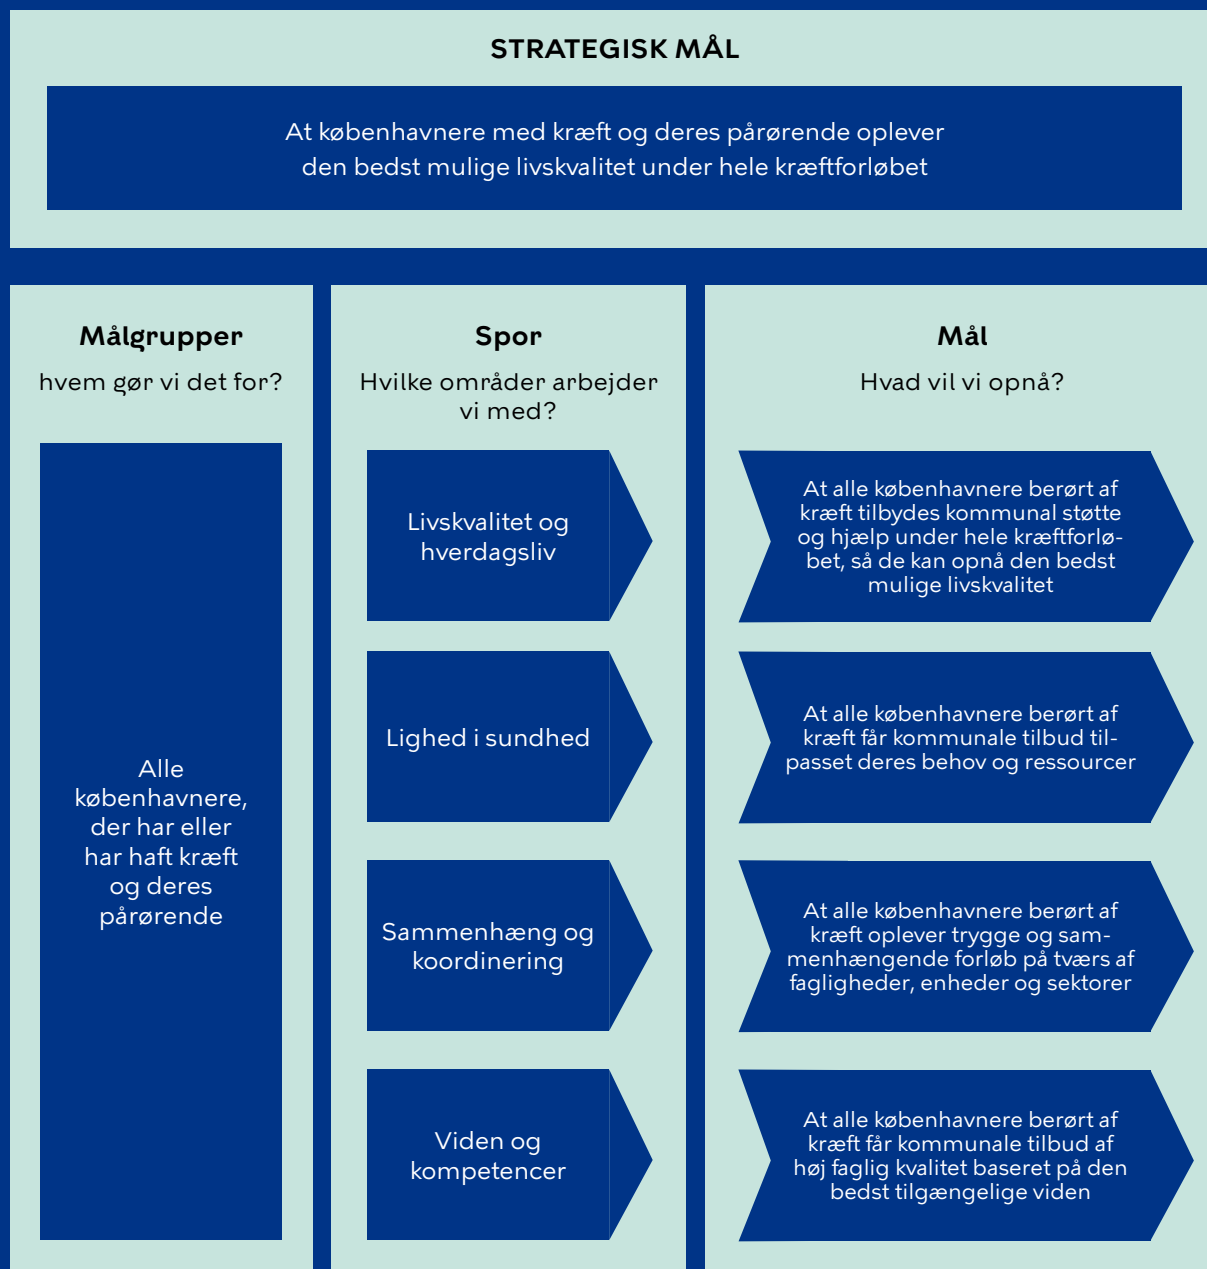 STRATEGISK MÅL
At københavnere med kræft og deres pårørende oplever
den bedst mulige livskvalitet under hele kræftforløbet
Målgrupper
hvem gør vi det for?
Alle
københavnere,
der har eller
har haft kræft
og deres
pårørende
Spor
Hvilke områder arbejder
vi med?
Livskvalitet og
hverdagsliv
Lighed i sundhed
Sammenhæng og
koordinering
Viden og
kompetencer
Mål
Hvad vil vi opnå?
At alle københavnere berørt af
kræft tilbydes kommunal støtte
og hjælp under hele kræftforlø-
bet, så de kan opnå den bedst
mulige livskvalitet
At alle københavnere berørt af
kræft får kommunale tilbud til-
passet deres behov og ressourcer
At alle københavnere berørt af
kræft oplever trygge og sam-
menhængende forløb på tværs af
fagligheder, enheder og sektorer
At alle københavnere berørt af
kræft får kommunale tilbud af
høj faglig kvalitet baseret på den
bedst tilgængelige viden